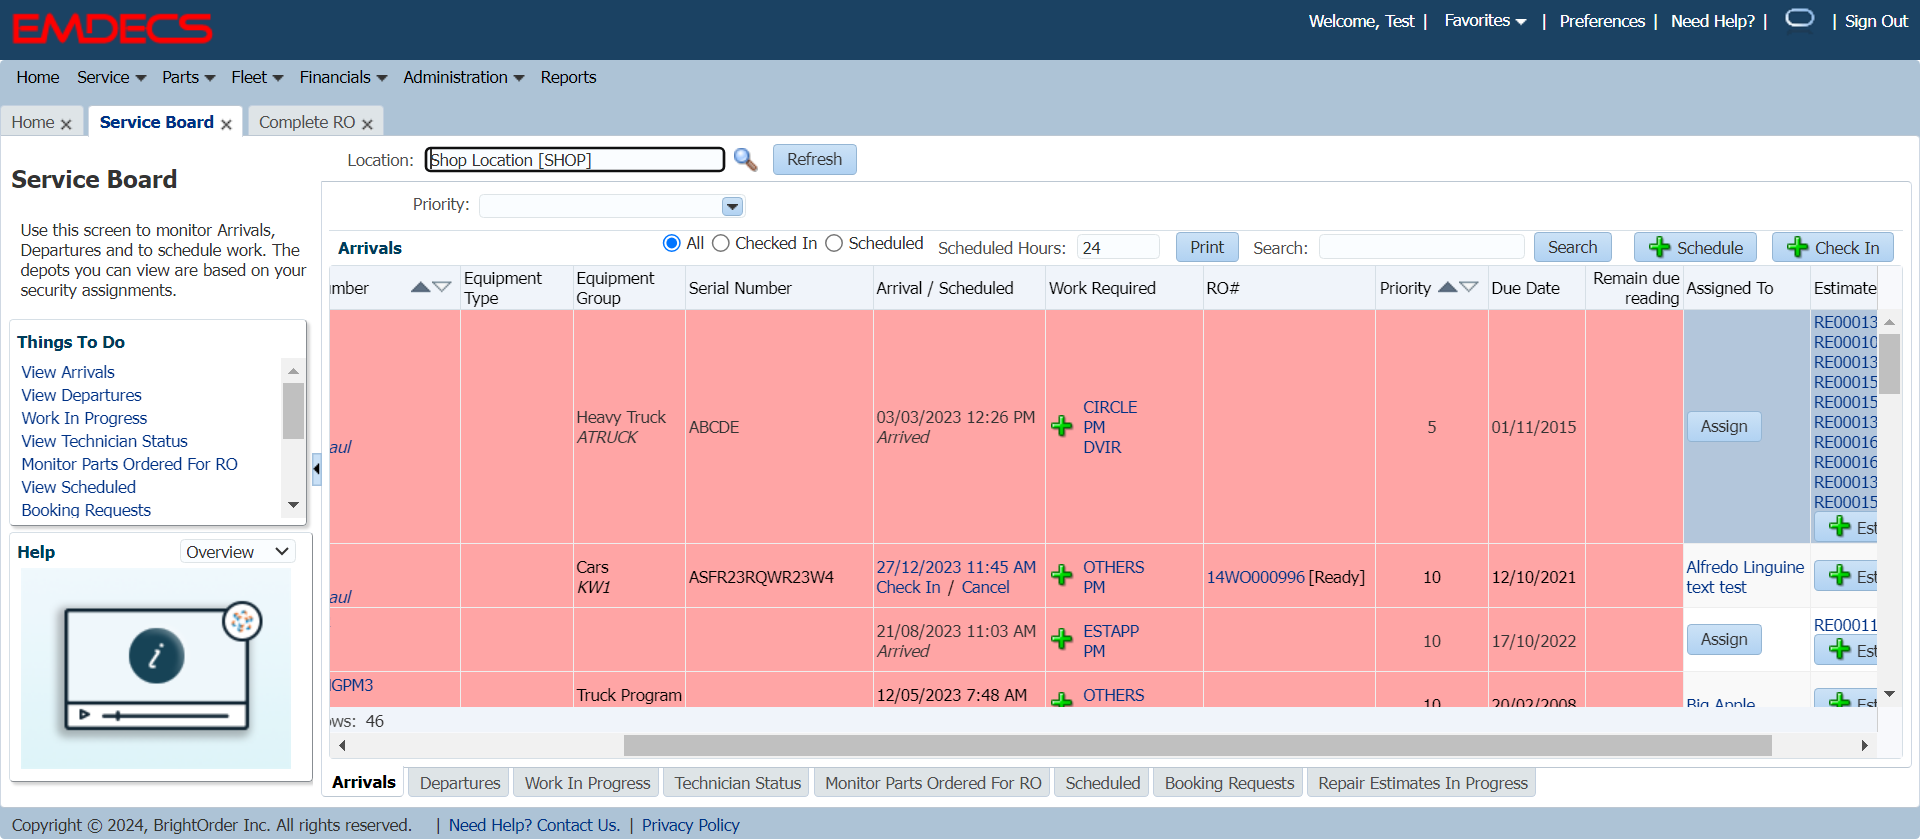 EMDECS
Welcome, Test | Favorites | Preferences | Need Help? | | Sign Out
Home Service Parts Fleet Financials Administration Reports
Home Service Board Complete RO
Location: Shop Location [SHOP] Refresh
Service Board
Use this screen to monitor Arrivals,
Departures and to schedule work. The
depots you can view are based on your
security assignments.
Things To Do
View Arrivals
View Departures
Work In Progress
View Technician Status
Monitor Parts Ordered For RO
View Scheduled
Booking Requests
Help Overview
Priority:
Arrivals All Checked In Scheduled Scheduled Hours: 24 Print Search: Search Schedule Check In
mber Equipment Type Equipment Group Serial Number Arrival / Scheduled Work Required RO# Priority Due Date Remain due reading Assigned To Estimate
aul
Heavy Truck
ATRUCK
ABCDE
03/03/2023 12:26 PM
Arrived
CIRCLE
PM
DVIR
5
01/11/2015
Assign
RE00013
RE00010
RE00013
RE00015
RE00015
RE00013
RE00016
RE00016
RE00013
RE00015
Est
aul
Cars
KW1
ASFR23RQWR23W4
27/12/2023 11:45 AM
Check In / Cancel
OTHERS
PM
14WO000996 [Ready]
10
12/10/2021
Alfredo Linguine
text test
Est
21/08/2023 11:03 AM
Arrived
ESTAPP
PM
10
17/10/2022
Assign
RE00011
Est
IGPM3
Truck Program
12/05/2023 7:48 AM
OTHERS
10
20/02/2008
Big Apple
Est
ows: 46
Arrivals Departures Work In Progress Technician Status Monitor Parts Ordered For RO Scheduled Booking Requests Repair Estimates In Progress
Copyright © 2024, BrightOrder Inc. All rights reserved. | Need Help? Contact Us. | Privacy Policy